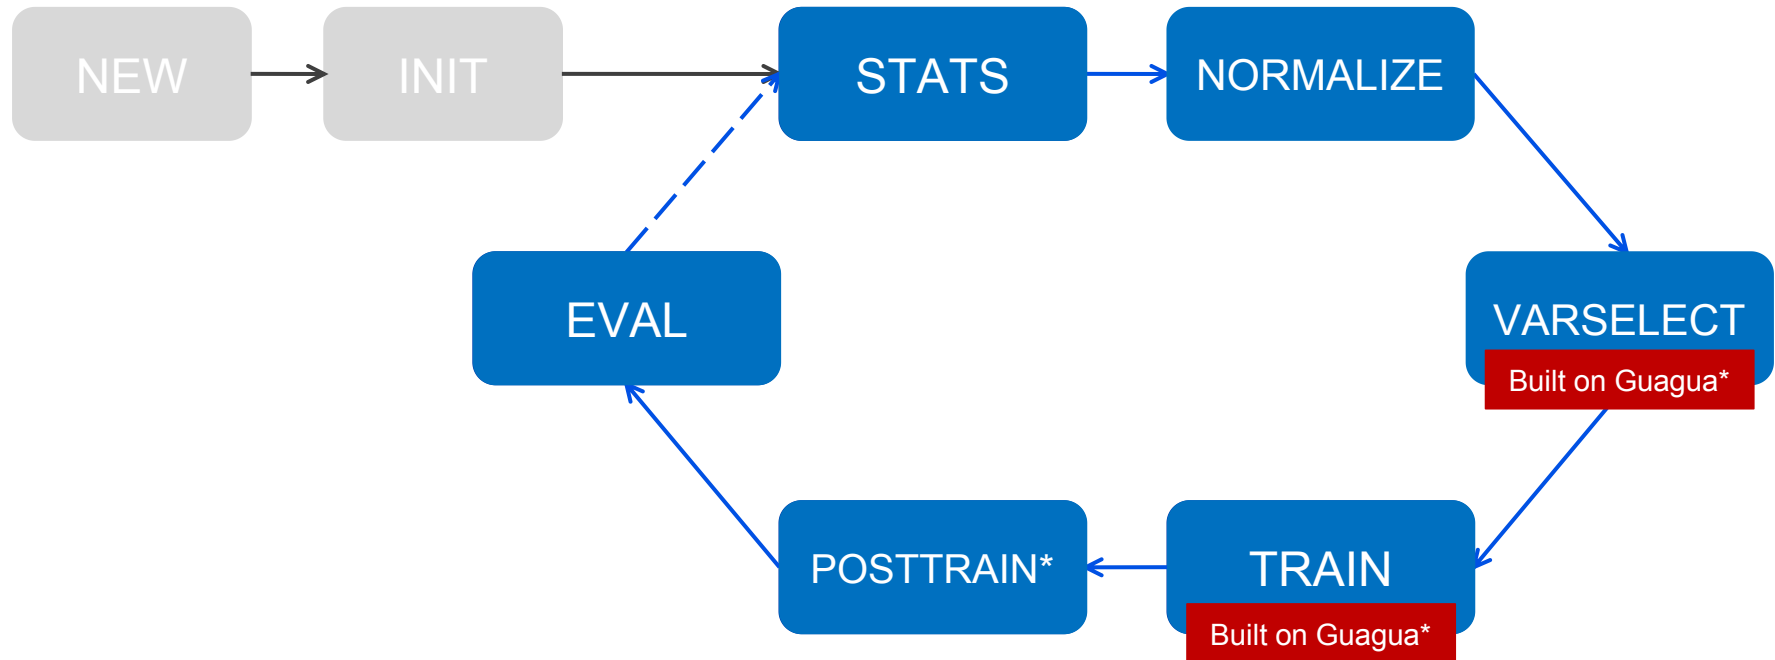 NEW
INIT
STATS
NORMALIZE
EVAL
VARSELECT
Built on Guagua*
POSTTRAIN*
TRAIN
Built on Guagua*